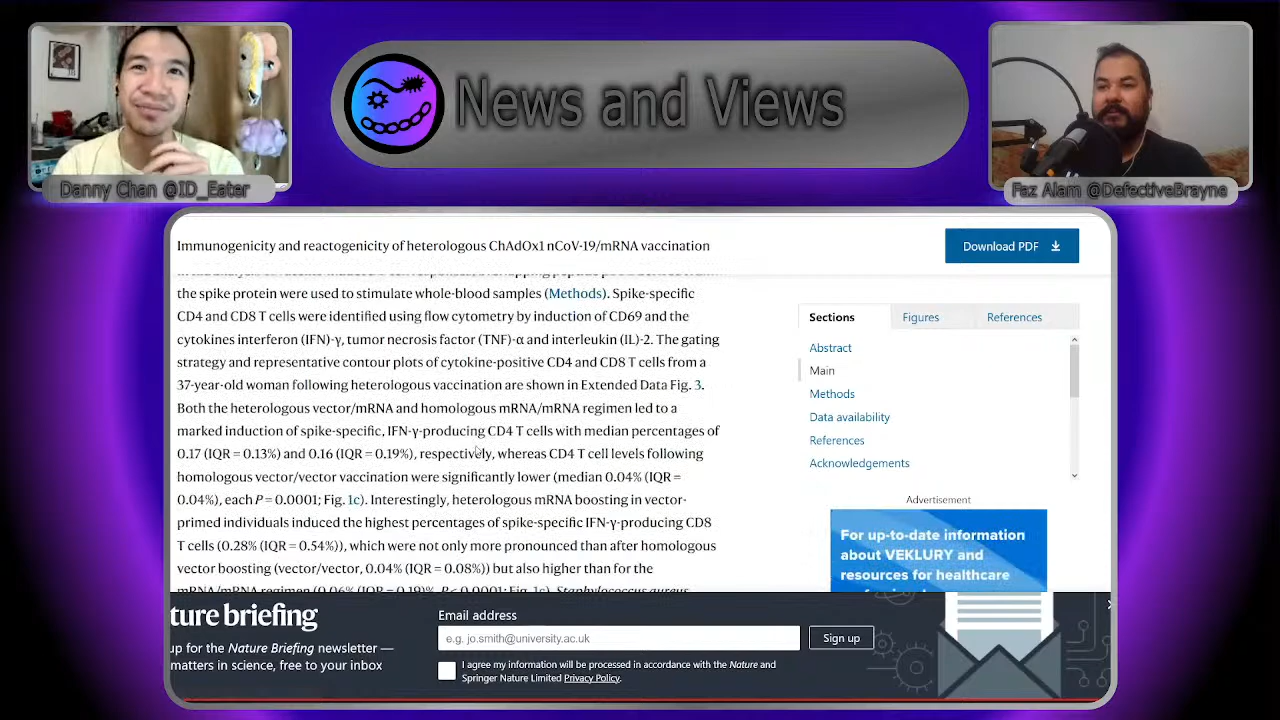 News and Views
Danny Chan @ID_Eater
Faz Alam @DefectiveBrayne
Immunogenicity and reactogenicity of heterologous ChAdOx1 nCoV-19/mRNA vaccination
Download PDF
the spike protein were used to stimulate whole-blood samples (Methods). Spike-specific
CD4 and CD8 T cells were identified using flow cytometry by induction of CD69 and the
cytokines interferon (IFN)-γ, tumor necrosis factor (TNF)-α and interleukin (IL)-2. The gating
strategy and representative contour plots of cytokine-positive CD4 and CD8 T cells from a
37-year-old woman following heterologous vaccination are shown in Extended Data Fig. 3.
Both the heterologous vector/mRNA and homologous mRNA/mRNA regimen led to a
marked induction of spike-specific, IFN-γ-producing CD4 T cells with median percentages of
0.17 (IQR = 0.13%) and 0.16 (IQR = 0.19%), respectively, whereas CD4 T cell levels following
homologous vector/vector vaccination were significantly lower (median 0.04% (IQR =
0.04%), each P = 0.0001; Fig. 1c). Interestingly, heterologous mRNA boosting in vector-
primed individuals induced the highest percentages of spike-specific IFN-γ-producing CD8
T cells (0.28% (IQR = 0.54%)), which were not only more pronounced than after homologous
vector boosting (vector/vector, 0.04% (IQR = 0.08%)) but also higher than for the
mRNA/mRNA regimen (0.06% (IQR = 0.19%) P < 0.0001; Fig. 1c). Staphylococcus aureus
Sections
Figures
References
Abstract
Main
Methods
Data availability
References
Acknowledgements
Advertisement
For up-to-date information
about VEKLURY and
resources for healthcare
ture briefing
up for the Nature Briefing newsletter —
matters in science, free to your inbox
Email address
e.g. jo.smith@university.ac.uk
Sign up
I agree my information will be processed in accordance with the Nature and
Springer Nature Limited Privacy Policy.